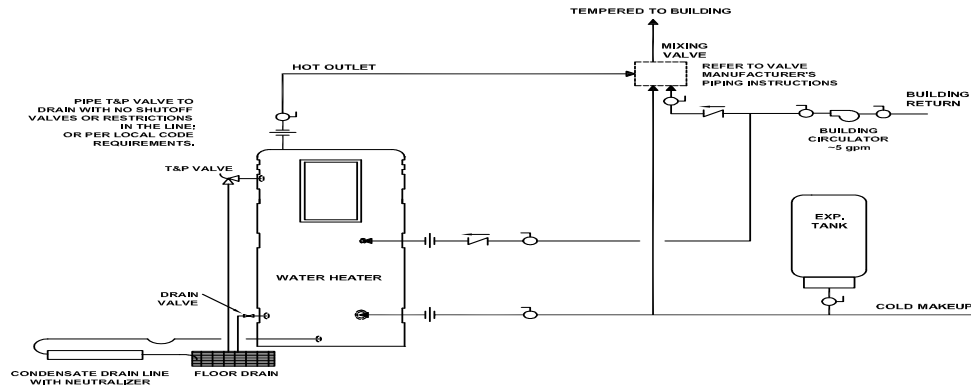 TEMPERED TO BUILDING
MIXING
VALVE
HOT OUTLET
REFER TO VALVE
MANUFACTURER'S
PIPING INSTRUCTIONS
PIPE T&P VALVE TO
DRAIN WITH NO SHUTOFF
VALVES OR RESTRICTIONS
IN THE LINE;
OR PER LOCAL CODE
REQUIREMENTS.
BUILDING
RETURN
BUILDING
CIRCULATOR
~5 gpm
T&P VALVE
EXP.
TANK
WATER HEATER
DRAIN
VALVE
COLD MAKEUP
CONDENSATE DRAIN LINE
WITH NEUTRALIZER
FLOOR DRAIN